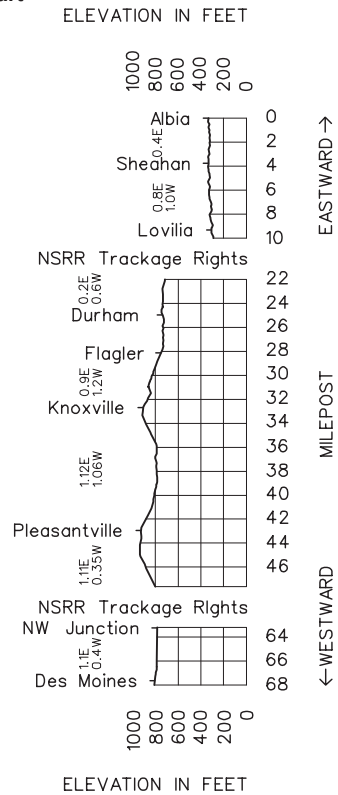 ELEVATION IN FEET
1000 800 600 400 200 0
Albia 0
0.4E
2
Sheahan 4
0.8E
1.0W
6
8
Lovilia 10
EASTWARD →
NSRR Trackage Rights
22
0.2E
0.6W
24
Durham
26
Flagler 28
30
0.9E
1.2W
32
Knoxville
34
MILEPOST
36
1.12E
1.06W
38
40
42
Pleasantville
44
1.11E
0.35W
46
NSRR Trackage RIghts
NW Junction
64
1.1E
0.4W
66
Des Moines 68
←WESTWARD
1000 800 600 400 200 0
ELEVATION IN FEET